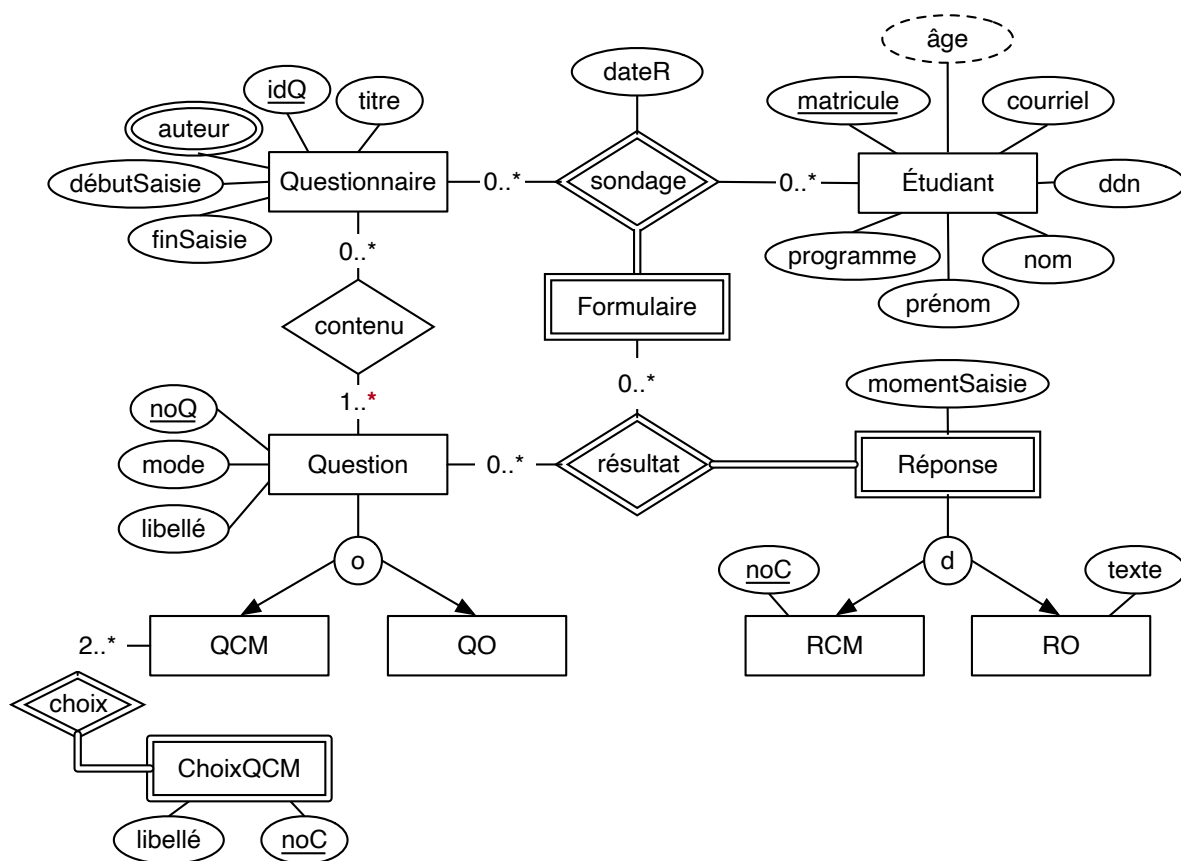 âge
dateR
idQ
titre
matricule
courriel
auteur
débutSaisie
Questionnaire
0..*
sondage
0..*
Étudiant
ddn
finSaisie
programme
nom
prénom
0..*
Formulaire
contenu
0..*
momentSaisie
1..*
noQ
mode
Question
0..*
résultat
Réponse
libellé
o
d
noC
texte
2..*
QCM
QO
RCM
RO
choix
ChoixQCM
libellé
noC